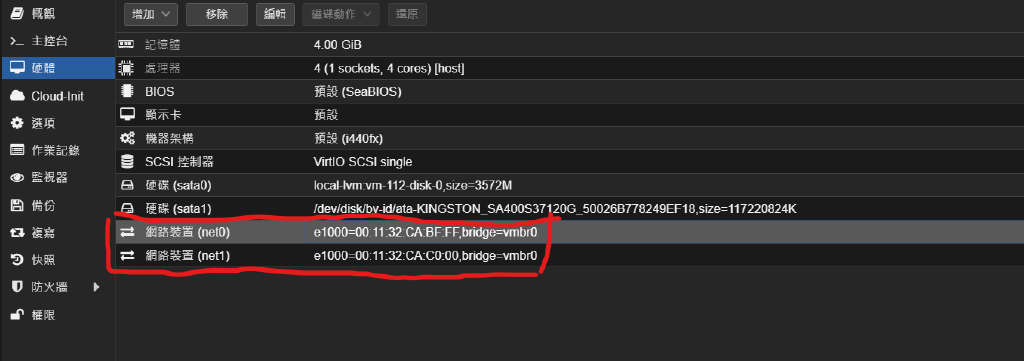 概觀
主控台
硬體
Cloud-Init
選項
作業記錄
監視器
備份
複寫
快照
防火牆
權限
增加 移除 編輯 磁碟動作 還原
記憶體 4.00 GiB
處理器 4 (1 sockets, 4 cores) [host]
BIOS 預設 (SeaBIOS)
顯示卡 預設
機器架構 預設 (i440fx)
SCSI 控制器 VirtIO SCSI single
硬碟 (sata0) local-lvm:vm-112-disk-0,size=3572M
硬碟 (sata1) /dev/disk/by-id/ata-KINGSTON_SA400S37120G_50026B778249EF18,size=117220824K
網路裝置 (net0) e1000=00:11:32:CA:BF:FF,bridge=vmbr0
網路裝置 (net1) e1000=00:11:32:CA:C0:00,bridge=vmbr0